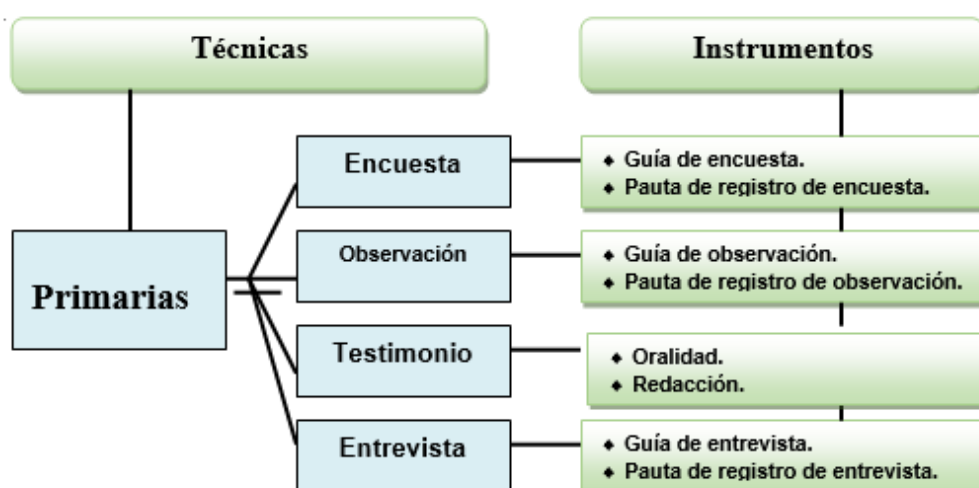 Técnicas
Instrumentos
Encuesta
◆ Guía de encuesta.
◆ Pauta de registro de encuesta.
Primarias
Observación
◆ Guía de observación.
◆ Pauta de registro de observación.
Testimonio
◆ Oralidad.
◆ Redacción.
Entrevista
◆ Guía de entrevista.
◆ Pauta de registro de entrevista.